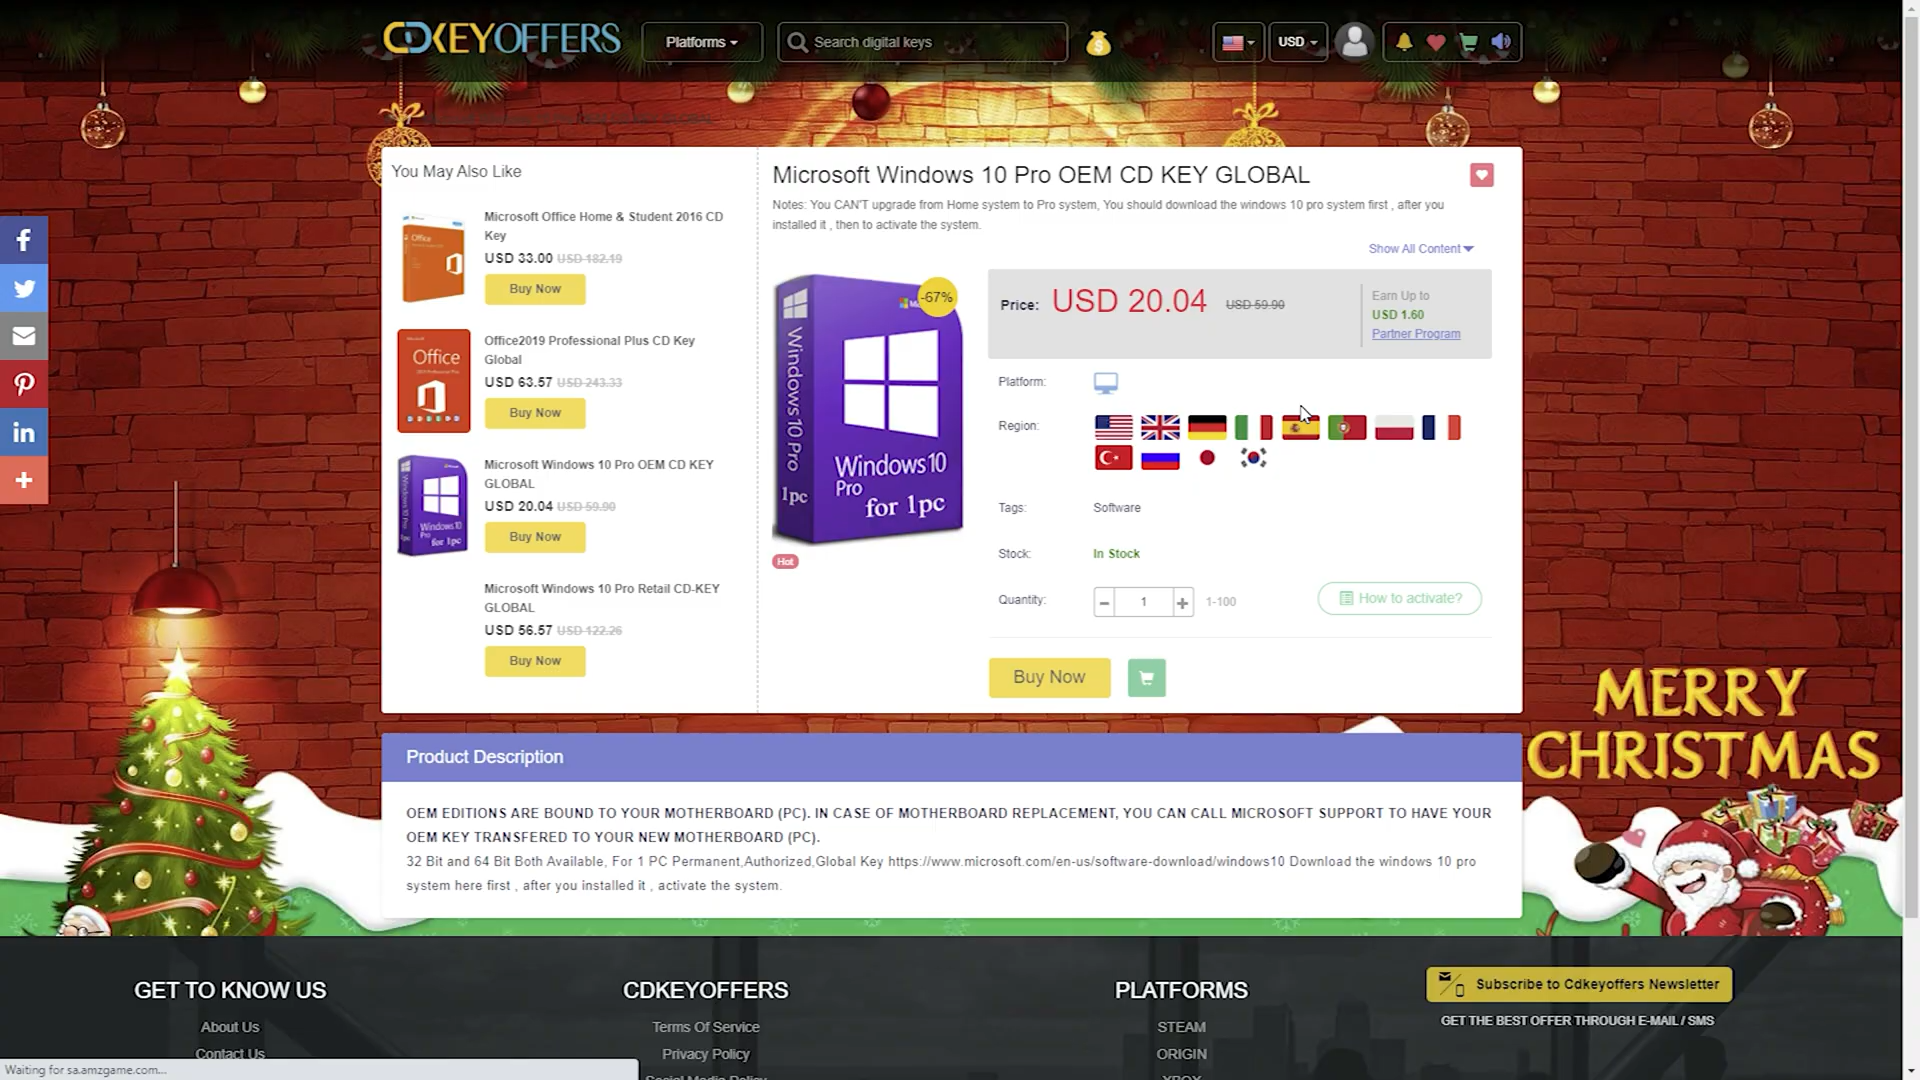 CDKEYOFFERS
Platforms
Search digital keys
USD
You May Also Like
Microsoft Office Home & Student 2016 CD
Key
USD 33.00 USD 182.19
Buy Now
Office
Office2019 Professional Plus CD Key
Global
USD 63.57 USD 243.33
Buy Now
Office
Microsoft Windows 10 Pro OEM CD KEY
GLOBAL
USD 20.04 USD 59.90
Buy Now
Windows 10
Pro
for 1pc
Microsoft Windows 10 Pro Retail CD-KEY
GLOBAL
USD 56.57 USD 122.26
Buy Now
Microsoft Windows 10 Pro OEM CD KEY GLOBAL
Notes: You CAN'T upgrade from Home system to Pro system, You should download the windows 10 pro system first , after you
installed it , then to activate the system.
Show All Content
-67%
Windows 10 Pro
1pc
Windows 10
Pro
for 1pc
Hot
Price: USD 20.04 USD 59.90
Earn Up to
USD 1.60
Partner Program
Platform:
Region:
Tags: Software
Stock: In Stock
Quantity: 1 1-100
How to activate?
Buy Now
MERRY
CHRISTMAS
Product Description
OEM EDITIONS ARE BOUND TO YOUR MOTHERBOARD (PC). IN CASE OF MOTHERBOARD REPLACEMENT, YOU CAN CALL MICROSOFT SUPPORT TO HAVE YOUR
OEM KEY TRANSFERED TO YOUR NEW MOTHERBOARD (PC).
32 Bit and 64 Bit Both Available, For 1 PC Permanent,Authorized,Global Key https://www.microsoft.com/en-us/software-download/windows10 Download the windows 10 pro
system here first , after you installed it , activate the system.
GET TO KNOW US
About Us
Contact Us
CDKEYOFFERS
Terms Of Service
Privacy Policy
Social Media Policy
PLATFORMS
STEAM
ORIGIN
XBOX
Subscribe to Cdkeyoffers Newsletter
GET THE BEST OFFER THROUGH E-MAIL / SMS
Waiting for sa.amzgame.com...